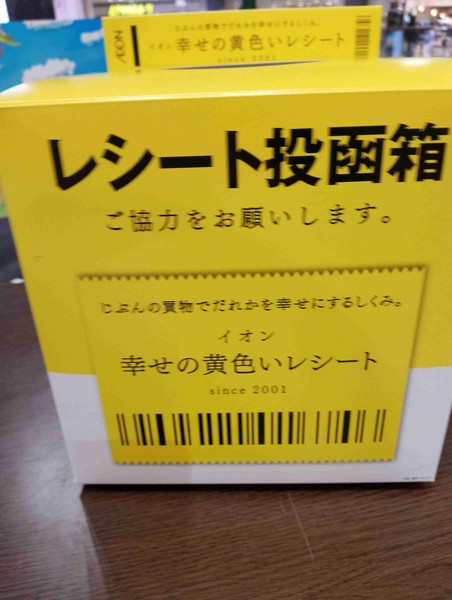 ÆON
じぶんの買物でだれかを幸せにするしくみ。
イオン 幸せの黄色いレシート
since 2001
レシート投函箱
ご協力をお願いします。
じぶんの買物でだれかを幸せにするしくみ。
イオン
幸せの黄色いレシート
since 2001